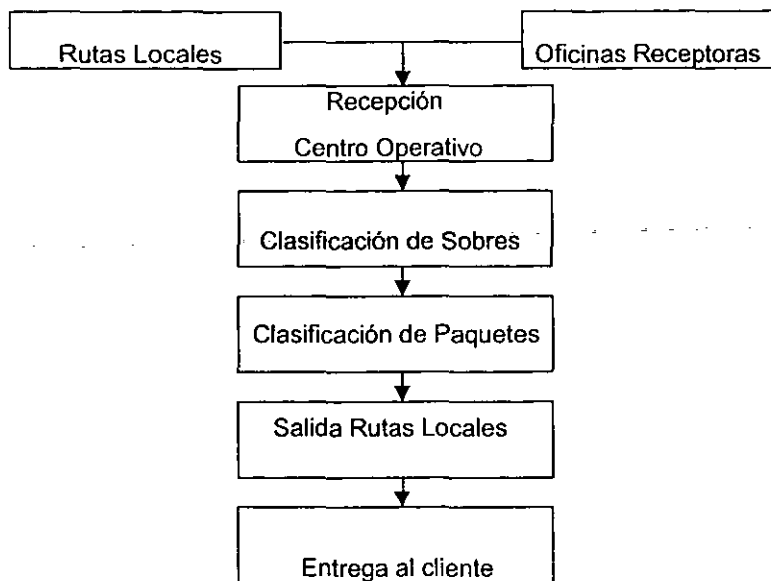 Rutas Locales
Oficinas Receptoras
Recepción
Centro Operativo
Clasificación de Sobres
Clasificación de Paquetes
Salida Rutas Locales
Entrega al cliente